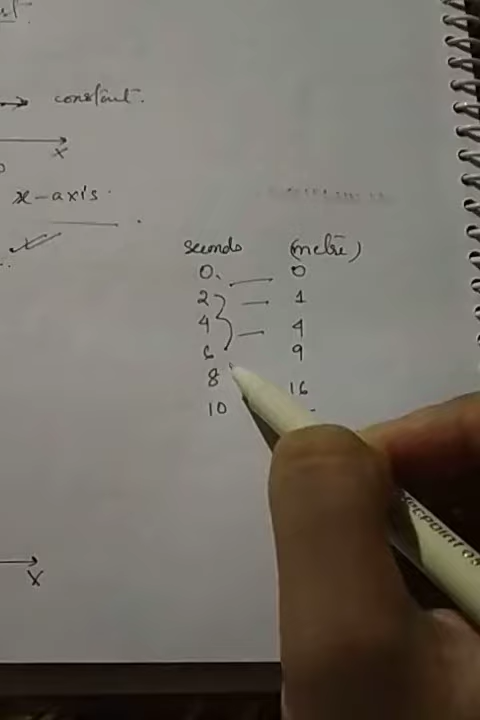 constant.
X
x-axis.
seconds (metre)
0 0
2 1
4 4
6 9
8 16
10
X